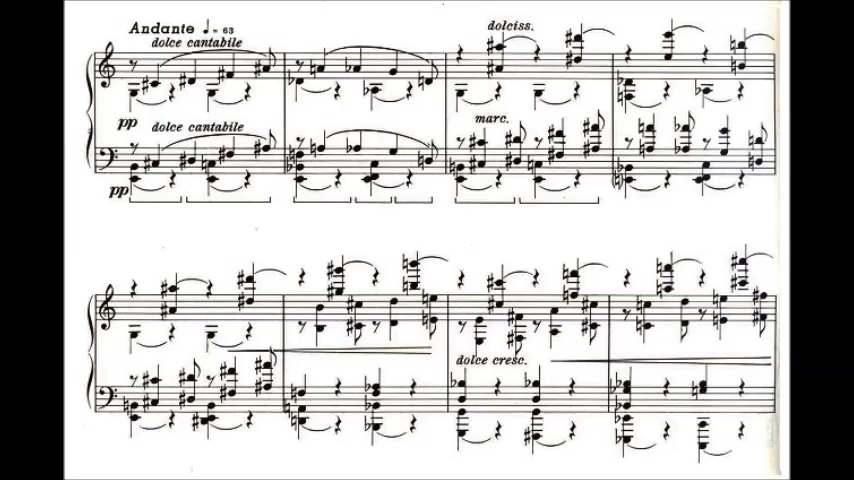 Andante ♩= 63
dolce cantabile
dolciss.
pp
marc.
dolce cantabile
pp
dolce cresc.